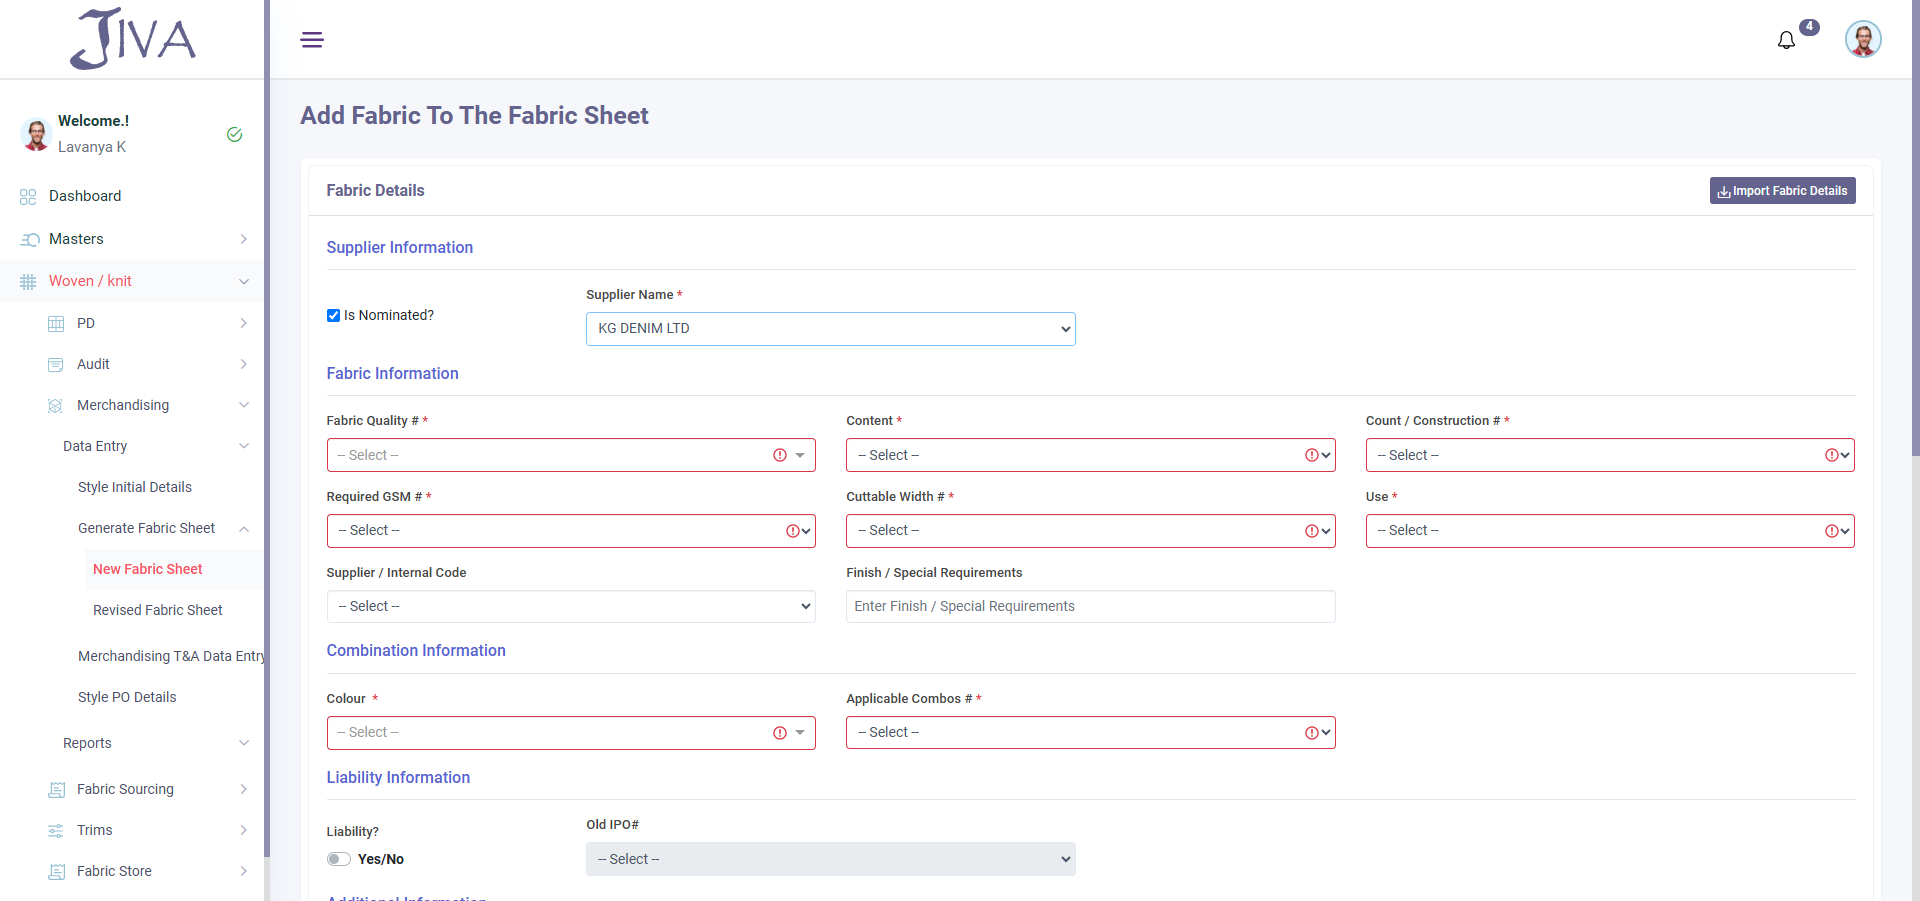 JIVA
4
Welcome.!
Lavanya K
Dashboard
Masters
Woven / knit
PD
Audit
Merchandising
Data Entry
Style Initial Details
Generate Fabric Sheet
New Fabric Sheet
Revised Fabric Sheet
Merchandising T&A Data Entry
Style PO Details
Reports
Fabric Sourcing
Trims
Fabric Store
Add Fabric To The Fabric Sheet
Fabric Details
Import Fabric Details
Supplier Information
Is Nominated?
Supplier Name *
KG DENIM LTD
Fabric Information
Fabric Quality # * Content * Count / Construction # *
-- Select -- -- Select -- -- Select --
Required GSM # * Cuttable Width # * Use *
-- Select -- -- Select -- -- Select --
Supplier / Internal Code Finish / Special Requirements
-- Select -- Enter Finish / Special Requirements
Combination Information
Colour * Applicable Combos # *
-- Select -- -- Select --
Liability Information
Liability? Old IPO#
Yes/No -- Select --
Additional Information